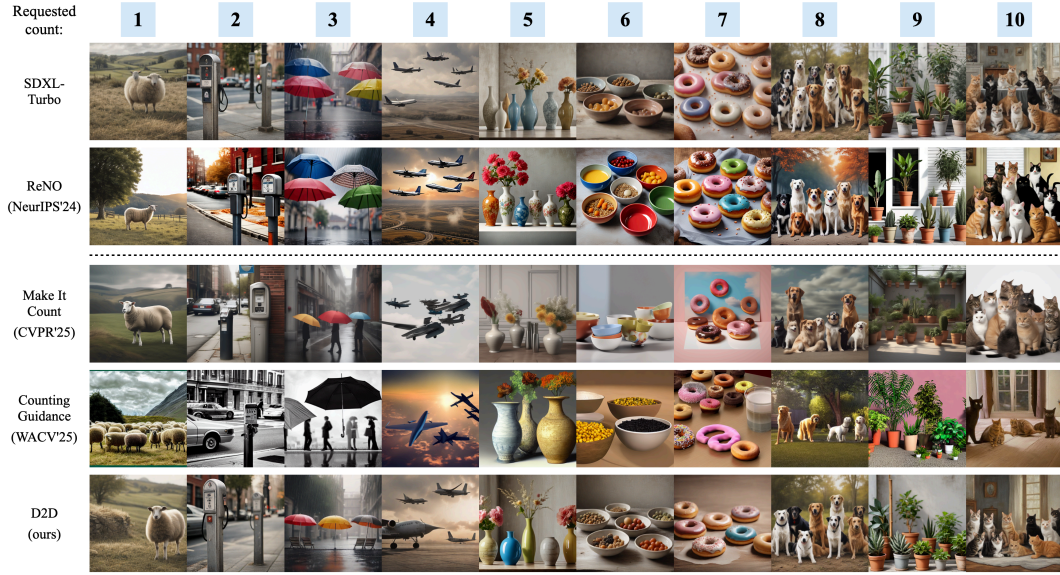 Requested
count:
1 2 3 4 5 6 7 8 9 10
SDXL-
Turbo
ReNO
(NeurIPS'24)
Make It
Count
(CVPR'25)
Counting
Guidance
(WACV'25)
D2D
(ours)